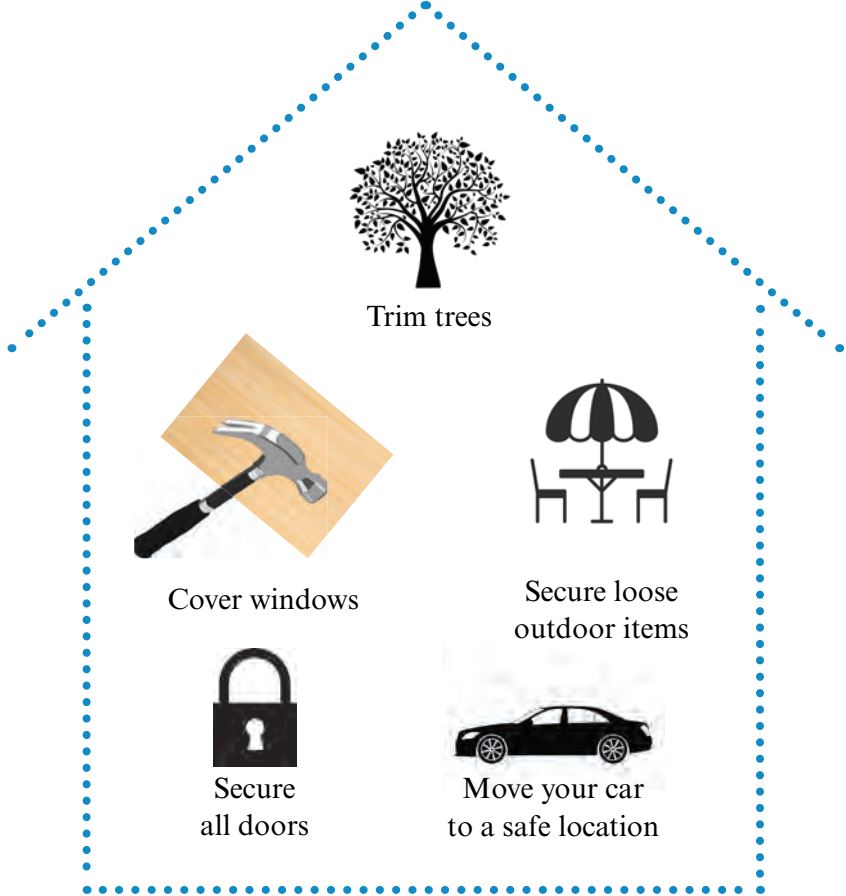 Trim trees
Cover windows
Secure loose
outdoor items
Secure
all doors
Move your car
to a safe location